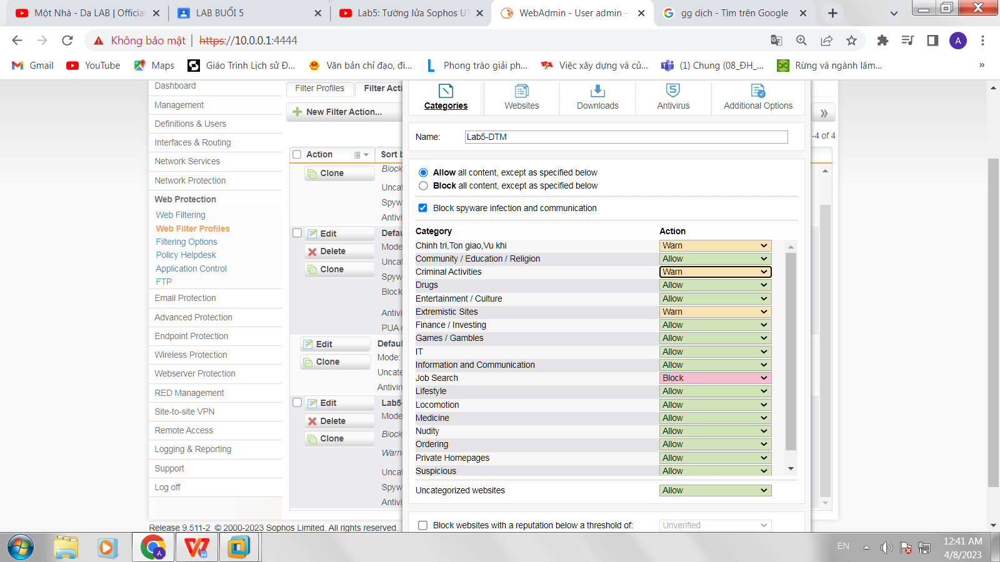 Một Nhà - Da LAB | Official
LAB BUỔI 5
Lab5: Tường lửa Sophos UT
WebAdmin - User admin -
gg dịch - Tìm trên Google
Không bảo mật | https://10.0.0.1:4444
A
Gmail
YouTube
Maps
Giáo Trình Lịch sử Đ...
Văn bản chỉ đạo, đi...
Phong trào giải ph...
Việc xây dựng và củ...
(1) Chung (08_ĐH_...
Rừng và ngành lâm...
»
Dashboard
Management
Definitions & Users
Interfaces & Routing
Network Services
Network Protection
Web Protection
Web Filtering
Web Filter Profiles
Filtering Options
Policy Helpdesk
Application Control
FTP
Email Protection
Advanced Protection
Endpoint Protection
Wireless Protection
Webserver Protection
RED Management
Site-to-site VPN
Remote Access
Logging & Reporting
Support
Log off
Filter Profiles
Filter Acti
New Filter Action...
-4 of 4
Action
Sort b
Clone
Block
Uncat
Spyw
Antivi
Edit
Defau
Delete
Mode
Clone
Uncat
Spyw
Block
Antivi
PUA
Edit
Defaul
Clone
Mode:
Uncate
Antiviru
Edit
Lab5-
Delete
Mode
Clone
Block
Warn
Uncat
Spyw
Antivi
Categories
Websites
Downloads
Antivirus
Additional Options
Name: Lab5-DTM
Allow all content, except as specified below
Block all content, except as specified below
Block spyware infection and communication
Category Action
Chinh tri,Ton giao,Vu khi Warn
Community / Education / Religion Allow
Criminal Activities Warn
Drugs Allow
Entertainment / Culture Allow
Extremistic Sites Warn
Finance / Investing Allow
Games / Gambles Allow
IT Allow
Information and Communication Allow
Job Search Block
Lifestyle Allow
Locomotion Allow
Medicine Allow
Nudity Allow
Ordering Allow
Private Homepages Allow
Suspicious Allow
Uncategorized websites Allow
Block websites with a reputation below a threshold of: Unverified
Release 9.511-2 © 2000-2023 Sophos Limited. All rights reserved.
EN
12:41 AM
4/8/2023